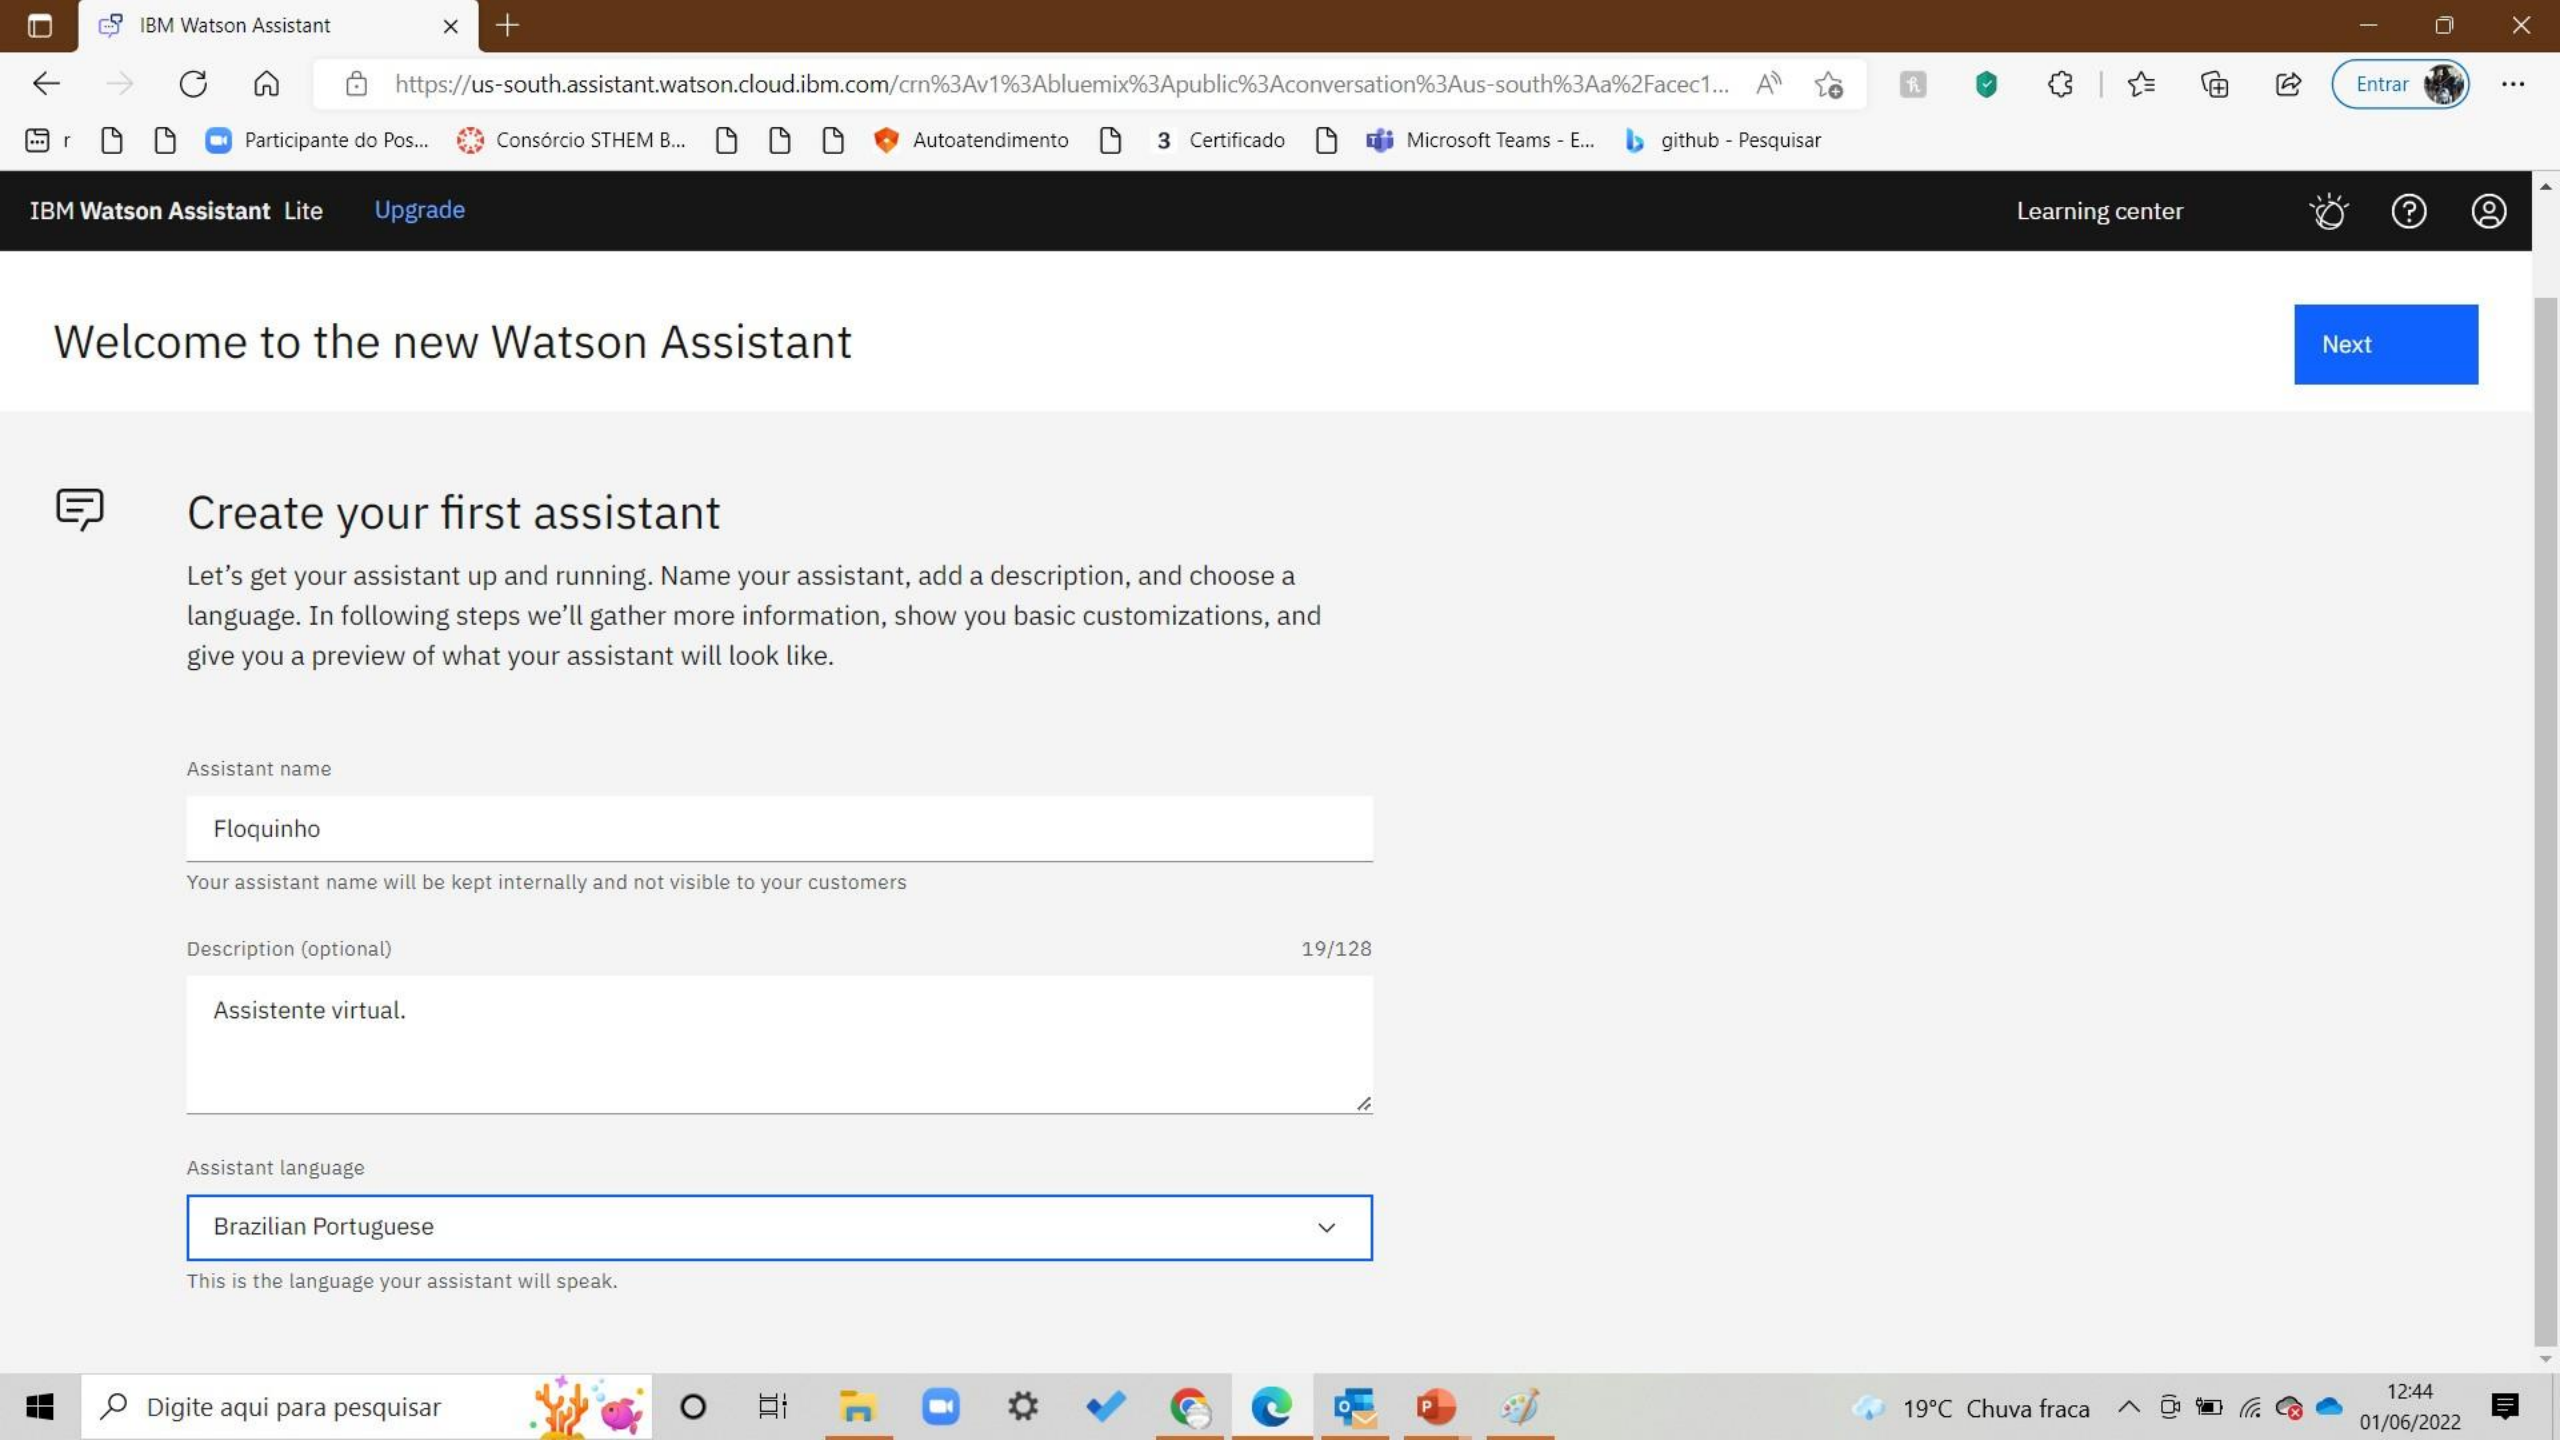 IBM Watson Assistant
https://us-south.assistant.watson.cloud.ibm.com/crn%3Av1%3Abluemix%3Apublic%3Aconversation%3Aus-south%3Aa%2Facec1...
Entrar
r Participante do Pos... Consórcio STHEM B... Autoatendimento 3 Certificado Microsoft Teams - E... github - Pesquisar
IBM Watson Assistant Lite Upgrade Learning center
Welcome to the new Watson Assistant
Next
Create your first assistant
Let’s get your assistant up and running. Name your assistant, add a description, and choose a
language. In following steps we’ll gather more information, show you basic customizations, and
give you a preview of what your assistant will look like.
Assistant name
Floquinho
Your assistant name will be kept internally and not visible to your customers
Description (optional) 19/128
Assistente virtual.
Assistant language
Brazilian Portuguese
This is the language your assistant will speak.
Digite aqui para pesquisar
19°C Chuva fraca
12:44
01/06/2022